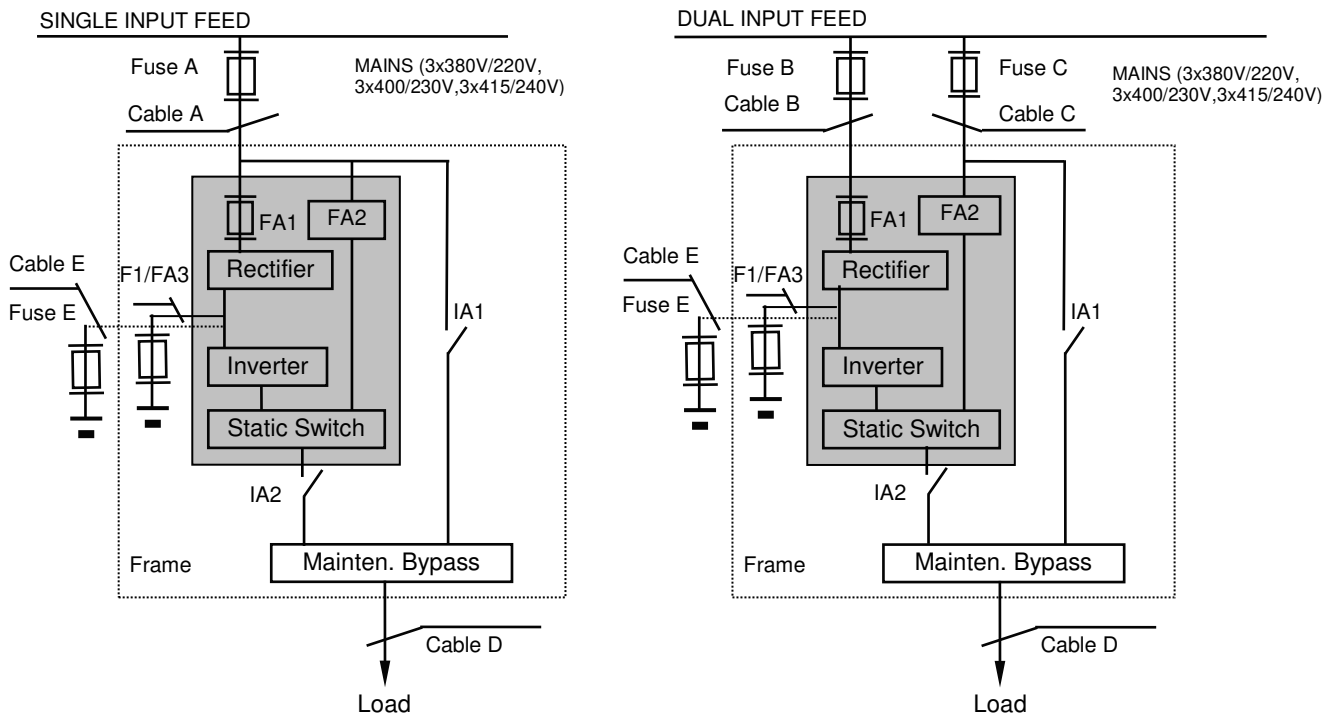 SINGLE INPUT FEED
Fuse A
MAINS (3x380V/220V,
3x400/230V,3x415/240V)
Cable A
FA1
FA2
Cable E
F1/FA3
Rectifier
Fuse E
IA1
Inverter
Static Switch
IA2
Frame
Mainten. Bypass
Cable D
Load
DUAL INPUT FEED
Fuse B
Fuse C
MAINS (3x380V/220V,
3x400/230V,3x415/240V)
Cable B
Cable C
FA1
FA2
Cable E
F1/FA3
Rectifier
Fuse E
IA1
Inverter
Static Switch
IA2
Frame
Mainten. Bypass
Cable D
Load